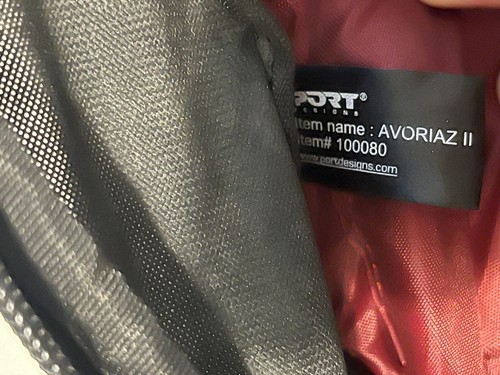 PORT®
DESIGNS
Item name : AVORIAZ II
Item# 100080
www.portdesigns.com